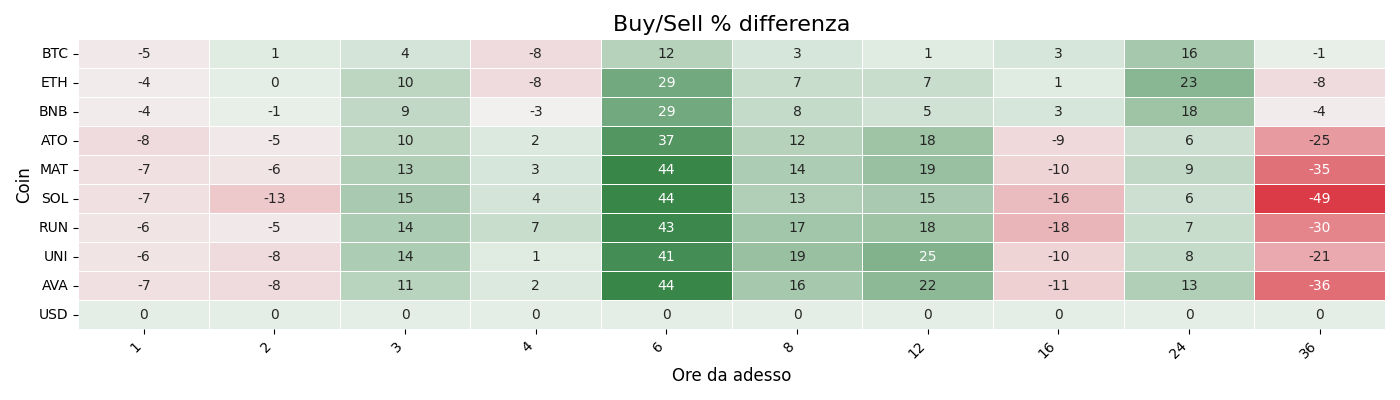 Buy/Sell % differenza
Coin
BTC -5 1 4 -8 12 3 1 3 16 -1
ETH -4 0 10 -8 29 7 7 1 23 -8
BNB -4 -1 9 -3 29 8 5 3 18 -4
ATO -8 -5 10 2 37 12 18 -9 6 -25
MAT -7 -6 13 3 44 14 19 -10 9 -35
SOL -7 -13 15 4 44 13 15 -16 6 -49
RUN -6 -5 14 7 43 17 18 -18 7 -30
UNI -6 -8 14 1 41 19 25 -10 8 -21
AVA -7 -8 11 2 44 16 22 -11 13 -36
USD 0 0 0 0 0 0 0 0 0 0
1 2 3 4 6 8 12 16 24 36
Ore da adesso